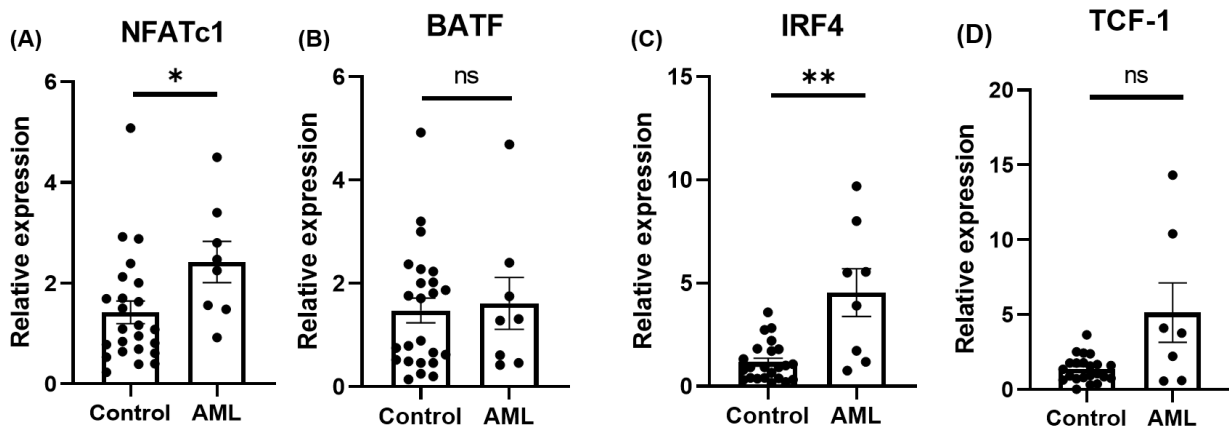 (A) NFATc1
*
Relative expression
6
4
2
0
Control AML
(B) BATF
ns
Relative expression
6
4
2
0
Control AML
(C) IRF4
**
Relative expression
15
10
5
0
Control AML
(D) TCF-1
ns
Relative expression
20
15
10
5
0
Control AML